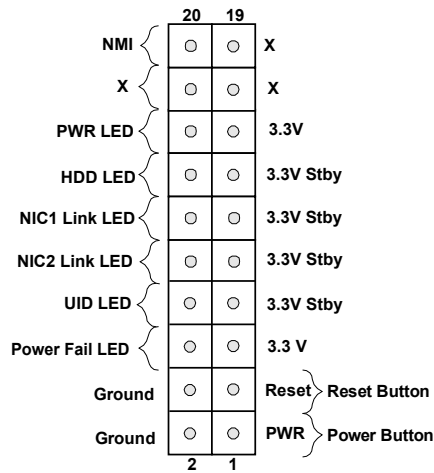 20 19
NMI X
X X
PWR LED 3.3V
HDD LED 3.3V Stby
NIC1 Link LED 3.3V Stby
NIC2 Link LED 3.3V Stby
UID LED 3.3V Stby
Power Fail LED 3.3 V
Ground Reset Reset Button
Ground PWR Power Button
2 1